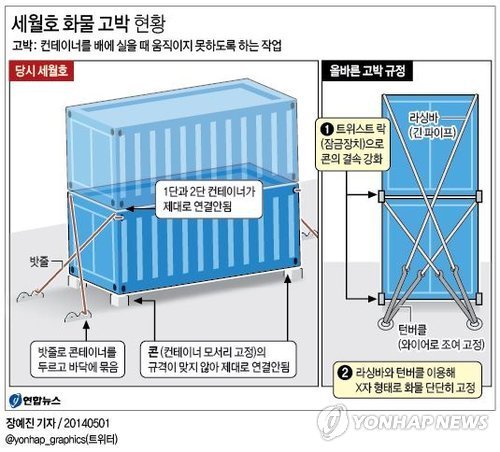 세월호 화물 고박 현황
고박: 컨테이너를 배에 실을 때 움직이지 못하도록 하는 작업
당시 세월호
1단과 2단 컨테이너가
제대로 연결안됨
밧줄
밧줄로 콘테이너를
두르고 바닥에 묶음
콘 (컨테이너 모서리 고정)의
규격이 맞지 않아 제대로 연결안됨
올바른 고박 규정
1 트위스트 락
(잠금장치)으로
콘의 결속 강화
라싱바
(긴 파이프)
턴버클
(와이어로 조여 고정)
2 라싱바와 턴버클 이용해
X자 형태로 화물 단단히 고정
연합뉴스
장예진 기자 / 20140501
@yonhap_graphics(트위터)
YONHAP NEWS